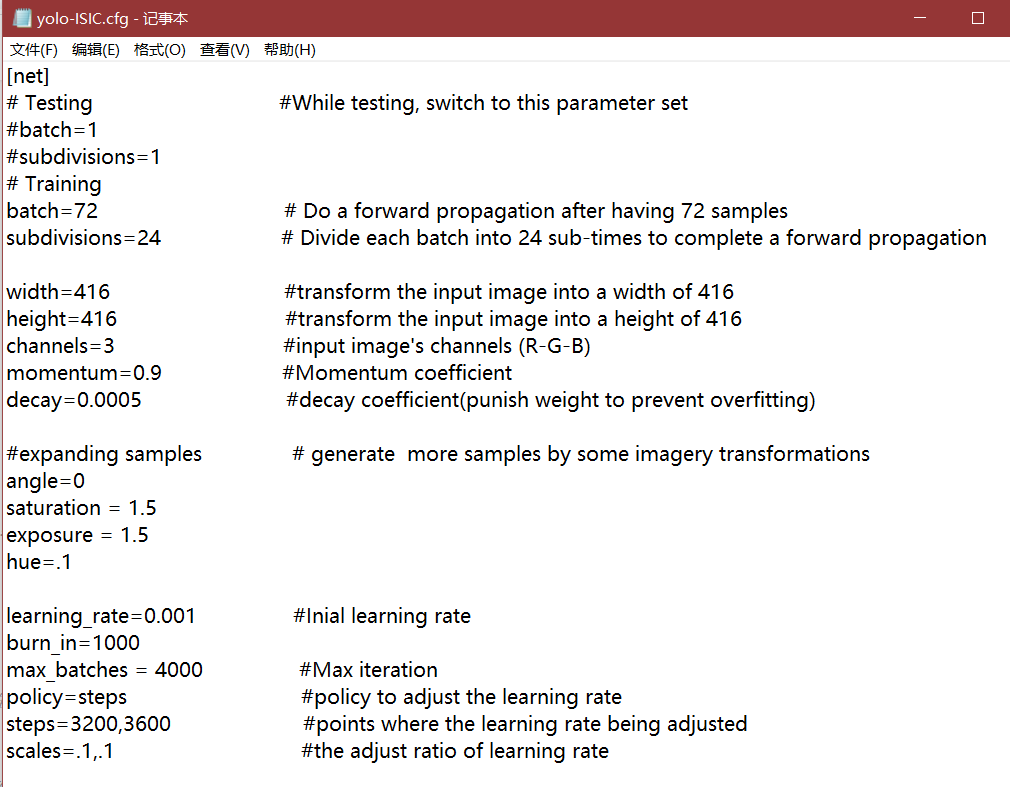 yolo-ISIC.cfg - 记事本
文件(F) 编辑(E) 格式(O) 查看(V) 帮助(H)
[net]
# Testing #While testing, switch to this parameter set
#batch=1
#subdivisions=1
# Training
batch=72 # Do a forward propagation after having 72 samples
subdivisions=24 # Divide each batch into 24 sub-times to complete a forward propagation
width=416 #transform the input image into a width of 416
height=416 #transform the input image into a height of 416
channels=3 #input image's channels (R-G-B)
momentum=0.9 #Momentum coefficient
decay=0.0005 #decay coefficient(punish weight to prevent overfitting)
#expanding samples # generate  more samples by some imagery transformations
angle=0
saturation = 1.5
exposure = 1.5
hue=.1
learning_rate=0.001 #Inial learning rate
burn_in=1000
max_batches = 4000 #Max iteration
policy=steps #policy to adjust the learning rate
steps=3200,3600 #points where the learning rate being adjusted
scales=.1,.1 #the adjust ratio of learning rate